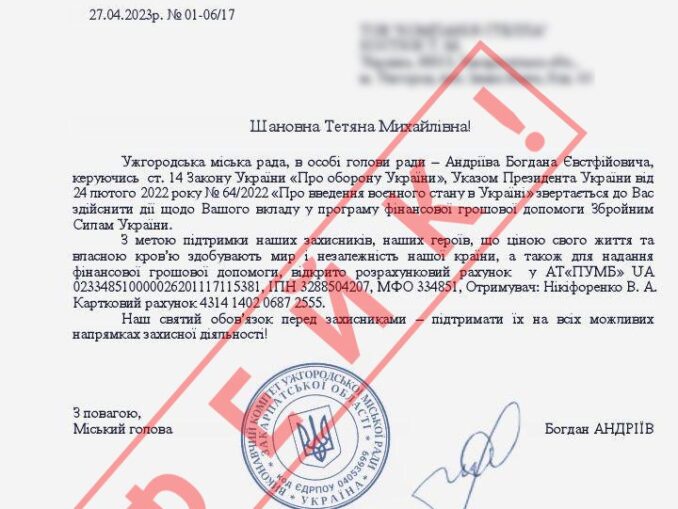 27.04.2023р. № 01-06/17
Шановна Тетяна Михайлівна!
Ужгородська міська рада, в особі голови ради – Андріїва Богдана Євстфійовича,
керуючись ст. 14 Закону України «Про оборону України», Указом Президента України від
24 лютого 2022 року № 64/2022 «Про введення воєнного стану в Україні» звертається до Вас
здійснити дії щодо Вашого вкладу у програму фінансової грошової допомоги Збройним
Силам України.
З метою підтримки наших захисників, наших героїв, що ціною свого життя та
власною кров'ю здобувають мир і незалежність нашої країни, а також для надання
фінансової грошової допомоги, відкрито розрахунковий рахунок у АТ«ПУМБ» UA
023348510000026201117115381, ІПН 3288504207, МФО 334851, Отримувач: Нікіфоренко В. А.
Картковий рахунок 4314 1402 0687 2555.
Наш святий обов'язок перед захисниками – підтримати їх на всіх можливих
напрямках захисної діяльності!
З повагою,
Міський голова
Богдан АНДРІЇВ
ВИКОНАВЧИЙ КОМІТЕТ УЖГОРОДСЬКОЇ МІСЬКОЇ РАДИ
ЗАКАРПАТСЬКОЇ ОБЛАСТІ
КОД ЄДРПОУ 04053699
* УКРАЇНА *
ФЕЙК!